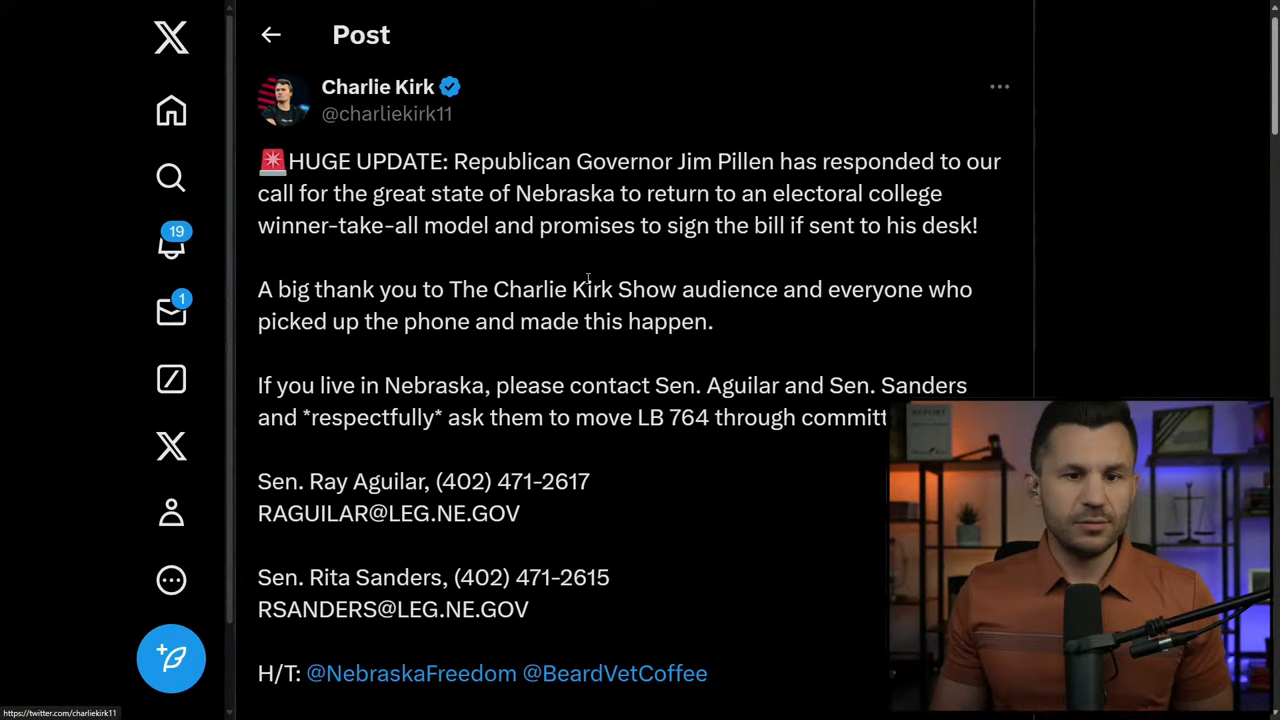 Post
Charlie Kirk
@charliekirk11
🚨HUGE UPDATE: Republican Governor Jim Pillen has responded to our
call for the great state of Nebraska to return to an electoral college
winner-take-all model and promises to sign the bill if sent to his desk!
A big thank you to The Charlie Kirk Show audience and everyone who
picked up the phone and made this happen.
If you live in Nebraska, please contact Sen. Aguilar and Sen. Sanders
and *respectfully* ask them to move LB 764 through committ
Sen. Ray Aguilar, (402) 471-2617
RAGUILAR@LEG.NE.GOV
Sen. Rita Sanders, (402) 471-2615
RSANDERS@LEG.NE.GOV
H/T: @NebraskaFreedom @BeardVetCoffee
19
1
https://twitter.com/charliekirk11